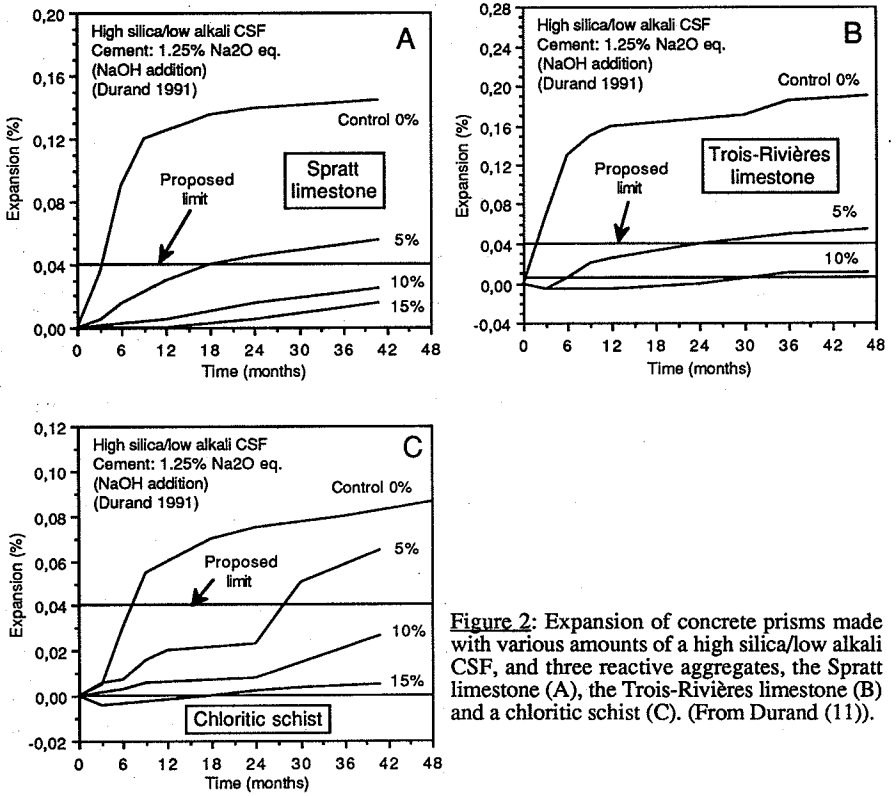 High silica/low alkali CSF
Cement: 1.25% Na2O eq.
(NaOH addition)
(Durand 1991)
A
Control 0%
Spratt
limestone
Proposed
limit
5%
10%
15%
0,20
0,16
0,12
0,08
0,04
0,00
Expansion (%)
0 6 12 18 24 30 36 42 48
Time (months)
High silica/low alkali CSF
Cement: 1.25% Na2O eq.
(NaOH addition)
(Durand 1991)
B
Control 0%
Trois-Rivières
limestone
Proposed
limit
5%
10%
0,28
0,24
0,20
0,16
0,12
0,08
0,04
0,00
-0,04
Expansion (%)
0 6 12 18 24 30 36 42 48
Time (months)
High silica/low alkali CSF
Cement: 1.25% Na2O eq.
(NaOH addition)
(Durand 1991)
C
Control 0%
5%
Proposed
limit
10%
15%
Chloritic schist
0,12
0,10
0,08
0,06
0,04
0,02
0,00
-0,02
Expansion (%)
0 6 12 18 24 30 36 42 48
Time (months)
Figure 2: Expansion of concrete prisms made
with various amounts of a high silica/low alkali
CSF, and three reactive aggregates, the Spratt
limestone (A), the Trois-Rivières limestone (B)
and a chloritic schist (C). (From Durand (11)).